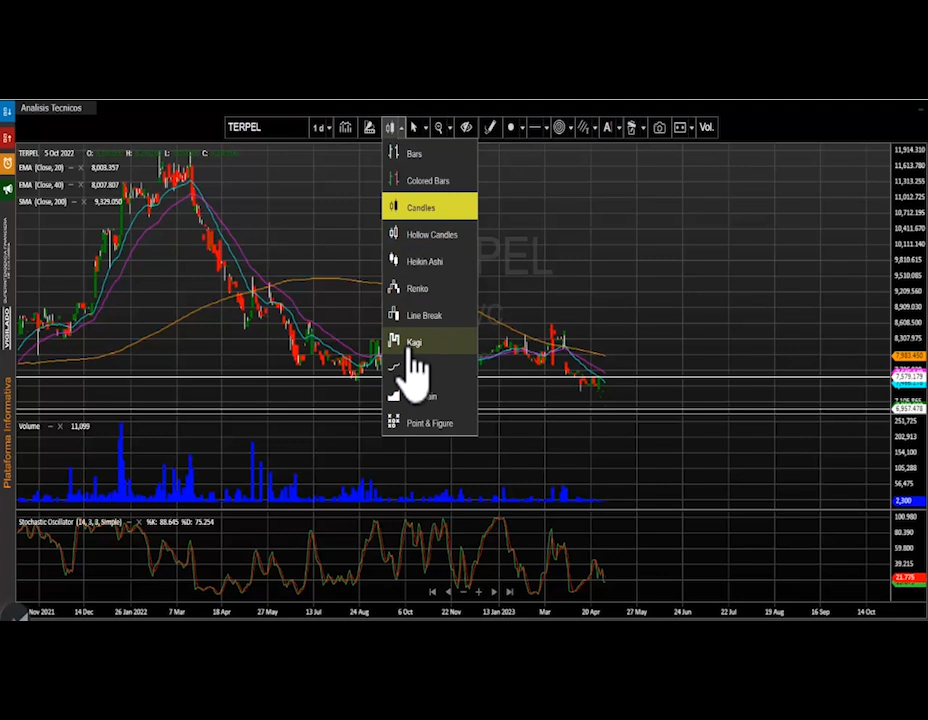 Analisis Tecnicos
TERPEL
1 d
Vol.
TERPEL 5 Oct 2022 O: H: L: C:
EMA (Close, 20) 8,003.357
EMA (Close, 40) 8,007.807
SMA (Close, 200) 9,329.050
Bars
Colored Bars
Candles
Hollow Candles
Heikin Ashi
Renko
Line Break
Kagi
Point & Figure
11,914.310
11,613.780
11,313.255
11,012.725
10,712.195
10,411.670
10,111.140
9,810.615
9,510.085
9,209.560
8,909.030
8,608.500
8,307.975
7,983.450
7,579.179
6,957.478
Volume 11,099
251,725
202,913
154,100
105,288
56,475
2,300
Stochastic Oscillator (14, 3, 3, Simple) %K: 88.645 %D: 75.254
100.980
80.390
59.800
39.215
21.775
Nov 2021 14 Dec 26 Jan 2022 7 Mar 18 Apr 27 May 13 Jul 24 Aug 6 Oct 22 Nov 13 Jan 2023 Mar 20 Apr 27 May 24 Jun 22 Jul 19 Aug 16 Sep 14 Oct
VIGILADO
Plataforma Informativa